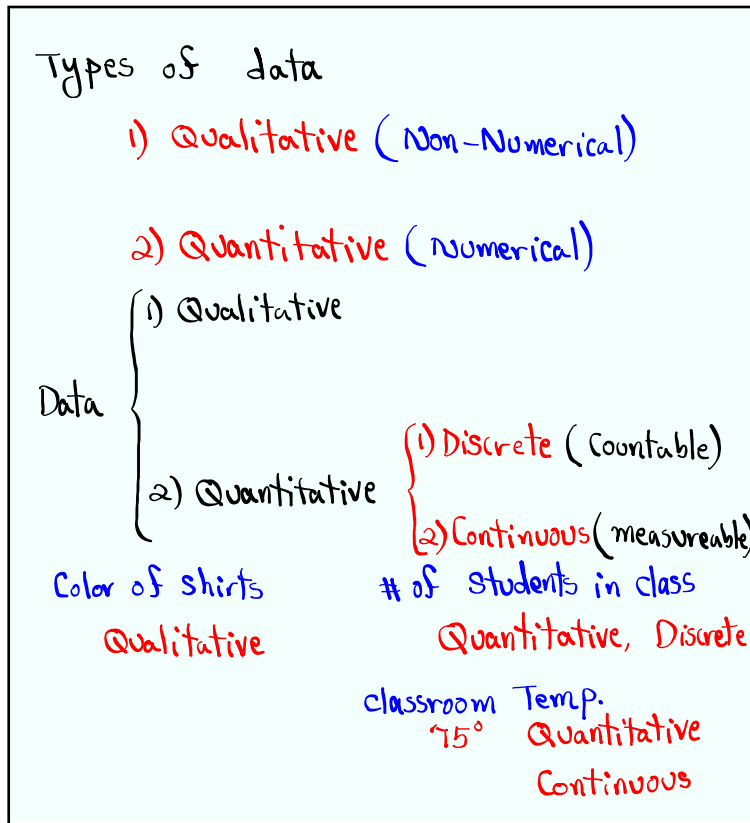 Types of data
1) Qualitative (Non-Numerical)
2) Quantitative (Numerical)
Data
1) Qualitative
2) Quantitative
1) Discrete (Countable)
2) Continuous (measureable)
Color of shirts
Qualitative
# of Students in class
Quantitative, Discrete
classroom Temp.
75° Quantitative
Continuous